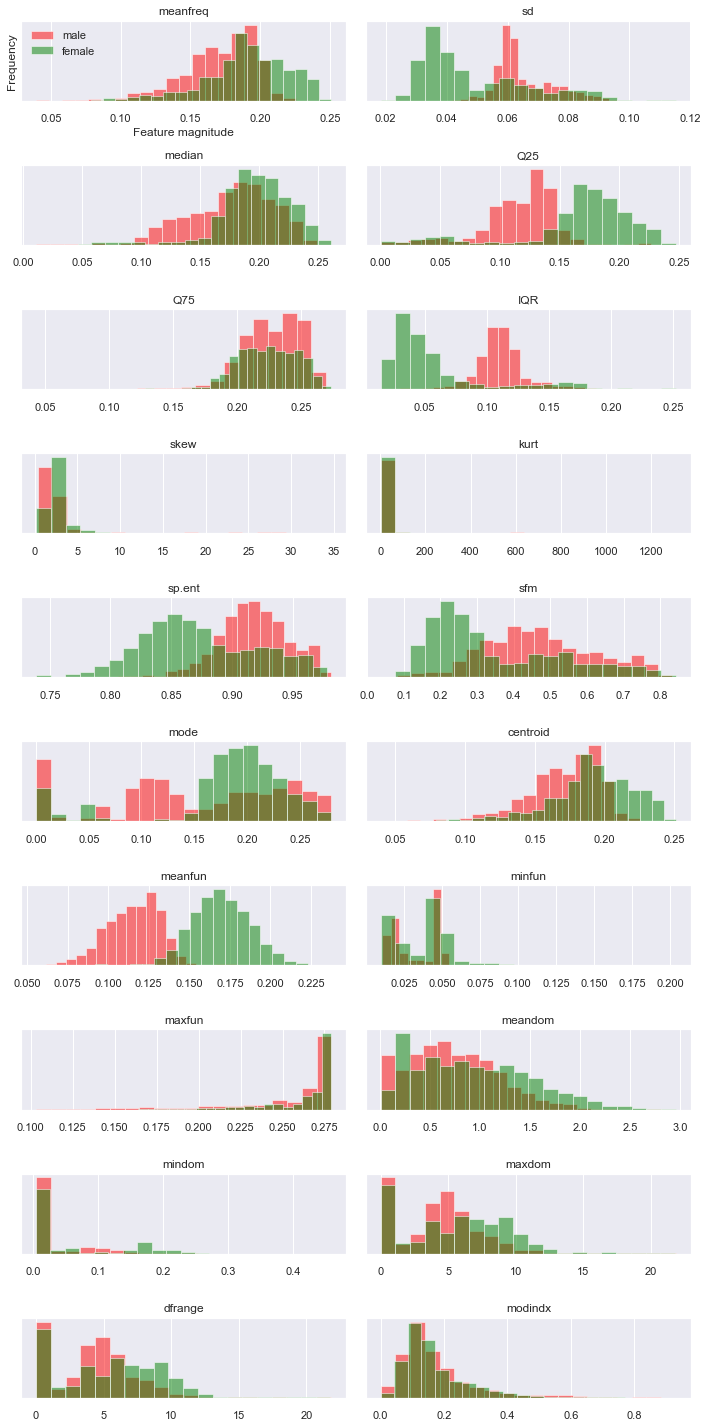 meanfreq
sd
Frequency
male
female
0.05 0.10 0.15 0.20 0.25
0.02 0.04 0.06 0.08 0.10 0.12
Feature magnitude
median
Q25
0.00 0.05 0.10 0.15 0.20 0.25
0.00 0.05 0.10 0.15 0.20 0.25
Q75
IQR
0.05 0.10 0.15 0.20 0.25
0.05 0.10 0.15 0.20 0.25
skew
kurt
0 5 10 15 20 25 30 35
0 200 400 600 800 1000 1200
sp.ent
sfm
0.75 0.80 0.85 0.90 0.95
0.0 0.1 0.2 0.3 0.4 0.5 0.6 0.7 0.8
mode
centroid
0.00 0.05 0.10 0.15 0.20 0.25
0.05 0.10 0.15 0.20 0.25
meanfun
minfun
0.050 0.075 0.100 0.125 0.150 0.175 0.200 0.225
0.025 0.050 0.075 0.100 0.125 0.150 0.175 0.200
maxfun
meandom
0.100 0.125 0.150 0.175 0.200 0.225 0.250 0.275
0.0 0.5 1.0 1.5 2.0 2.5 3.0
mindom
maxdom
0.0 0.1 0.2 0.3 0.4
0 5 10 15 20
dfrange
modindx
0 5 10 15 20
0.0 0.2 0.4 0.6 0.8